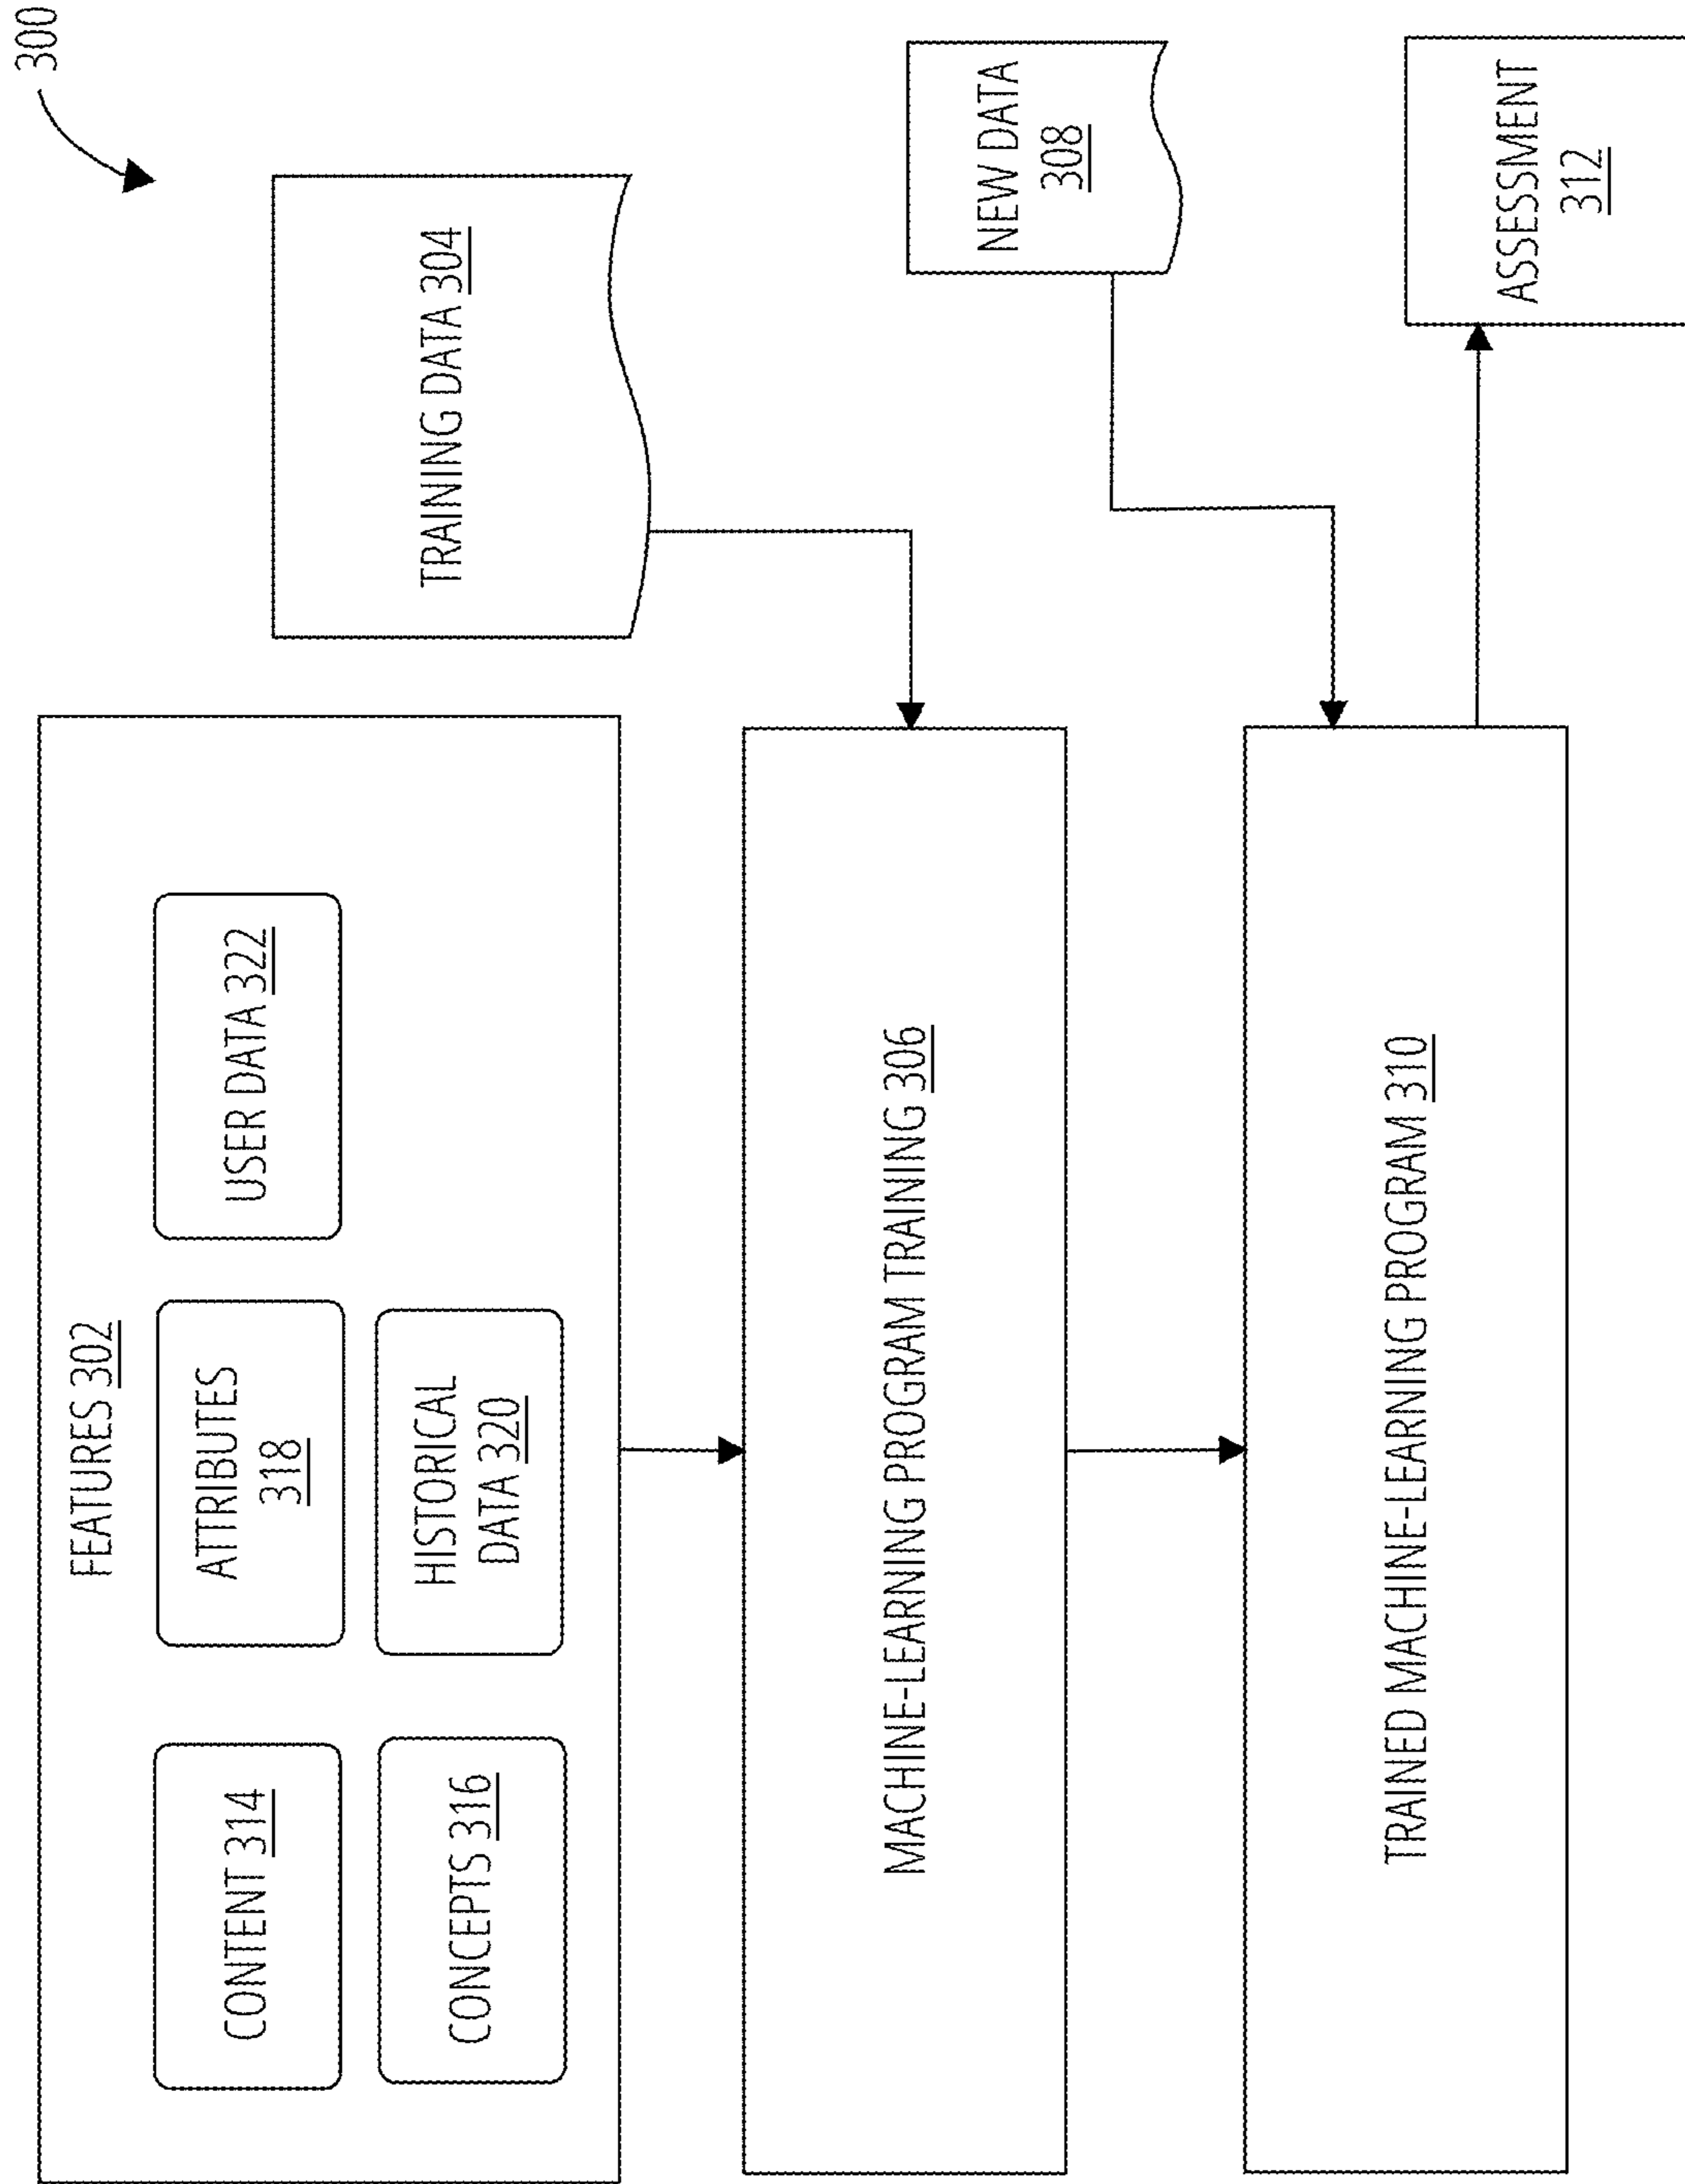 300
FEATURES 302
CONTENT 314
ATTRIBUTES
318
USER DATA 322
CONCEPTS 316
HISTORICAL
DATA 320
TRAINING DATA 304
MACHINE-LEARNING PROGRAM TRAINING 306
NEW DATA
308
TRAINED MACHINE-LEARNING PROGRAM 310
ASSESSMENT
312